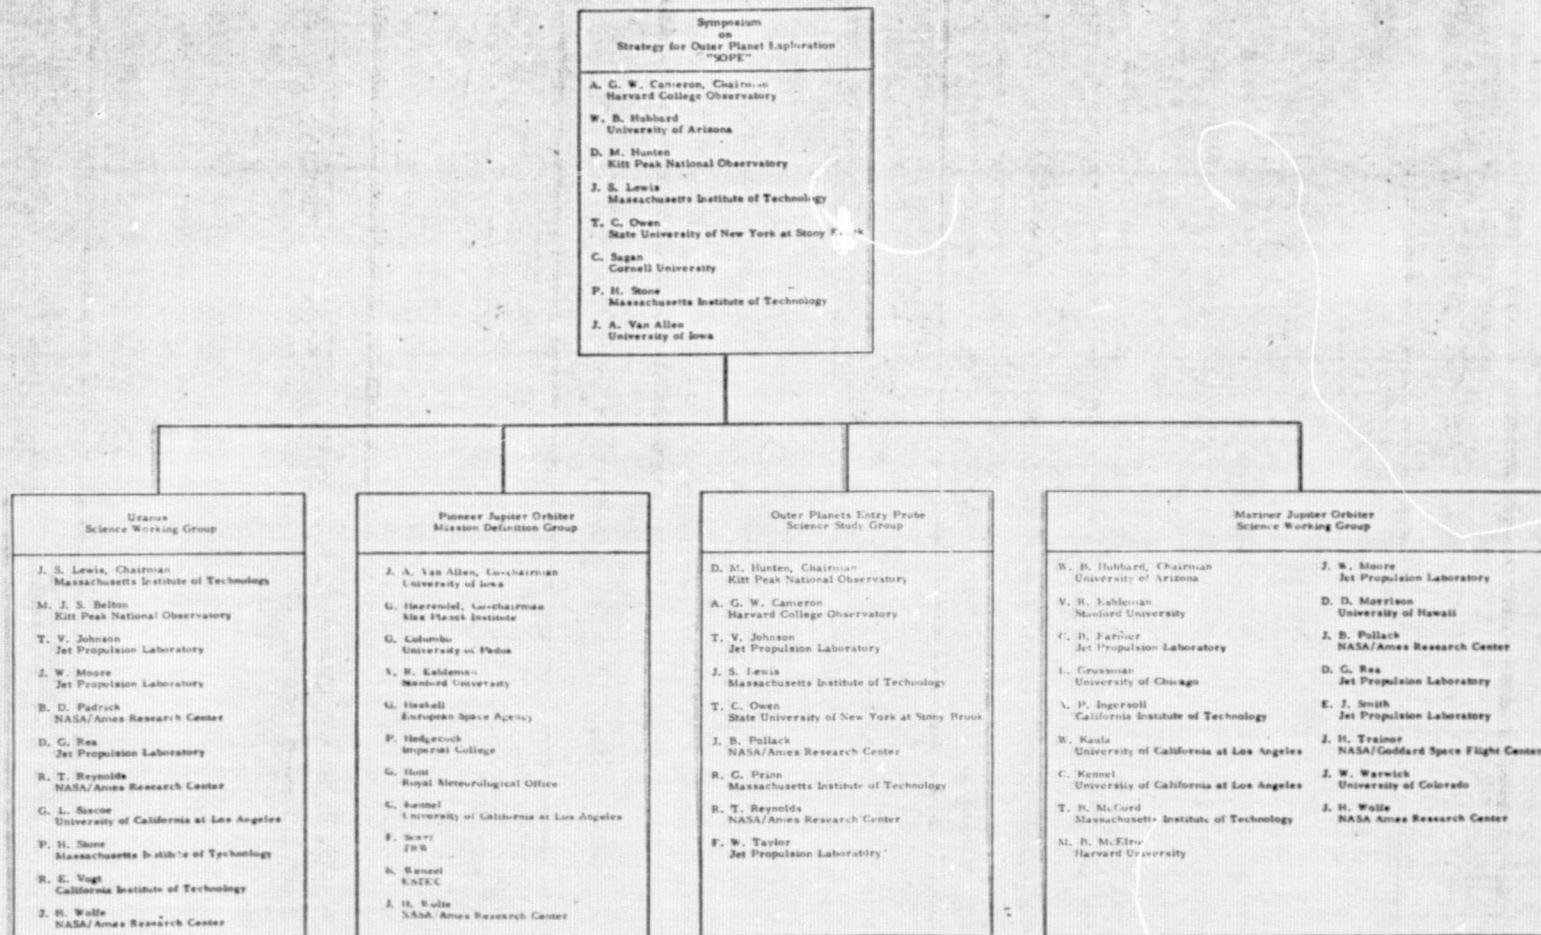 Symposium
on
Strategy for Outer Planet Exploration
"SOPE"
A. G. W. Cameron, Chairman
Harvard College Observatory
W. B. Hubbard
University of Arizona
D. M. Hunten
Kitt Peak National Observatory
J. S. Lewis
Massachusetts Institute of Technology
T. C. Owen
State University of New York at Stony
C. Sagan
Cornell University
P. H. Stone
Massachusetts Institute of Technology
J. A. Van Allen
University of Iowa
Uranus
Science Working Group
J. S. Lewis, Chairman
Massachusetts Institute of Technology
M. J. S. Belton
Kitt Peak National Observatory
T. V. Johnson
Jet Propulsion Laboratory
J. W. Moore
Jet Propulsion Laboratory
B. D. Padrick
NASA/Ames Research Center
D. G. Rea
Jet Propulsion Laboratory
R. T. Reynolds
NASA/Ames Research Center
G. L. Siscoe
University of California at Los Angeles
P. H. Stone
Massachusetts Institute of Technology
R. E. Vogt
California Institute of Technology
J. H. Wolfe
NASA/Ames Research Center
Pioneer Jupiter Orbiter
Mission Definition Group
J. A. Van Allen, Co-chairman
University of Iowa
G. Haerendel, Co-chairman
Max Planck Institute
G. Columbo
University of Padua
Stanford University
G. Haskell
European Space Agency
P. Hedgecock
Imperial College
G. Hunt
Royal Meteorological Office
C. Kennel
University of California at Los Angeles
F. Scarf
TRW
K. Wenzel
ESTEC
J. H. Wolfe
NASA/Ames Research Center
Outer Planets Entry Probe
Science Study Group
D. M. Hunten, Chairman
Kitt Peak National Observatory
A. G. W. Cameron
Harvard College Observatory
T. V. Johnson
Jet Propulsion Laboratory
J. S. Lewis
Massachusetts Institute of Technology
T. C. Owen
State University of New York at Stony Brook
J. B. Pollack
NASA/Ames Research Center
R. G. Prinn
Massachusetts Institute of Technology
R. T. Reynolds
NASA/Ames Research Center
F. W. Taylor
Jet Propulsion Laboratory
Mariner Jupiter Orbiter
Science Working Group
W. B. Hubbard, Chairman
University of Arizona
V. R. Eshleman
Stanford University
C. B. Farmer
Jet Propulsion Laboratory
L. Grossman
University of Chicago
A. P. Ingersoll
California Institute of Technology
W. Kaula
University of California at Los Angeles
C. Kennel
University of California at Los Angeles
T. B. McCord
Massachusetts Institute of Technology
M. B. McElroy
Harvard University
J. W. Moore
Jet Propulsion Laboratory
D. D. Morrison
University of Hawaii
J. B. Pollack
NASA/Ames Research Center
D. G. Rea
Jet Propulsion Laboratory
E. J. Smith
Jet Propulsion Laboratory
J. H. Trainor
NASA/Goddard Space Flight Center
J. W. Warwick
University of Colorado
J. H. Wolfe
NASA Ames Research Center